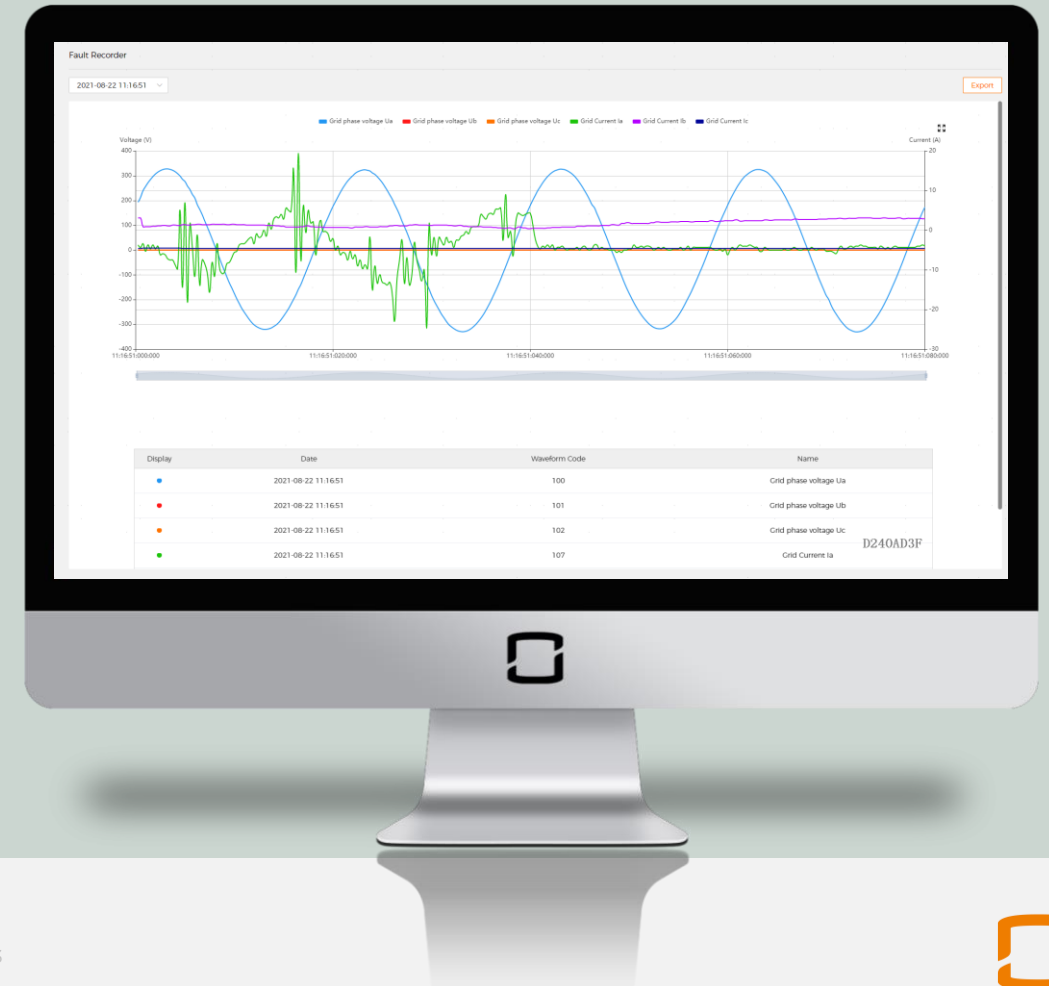 Fault Recorder
2021-08-22 11:16:51
Export
Grid phase voltage Ua Grid phase voltage Ub Grid phase voltage Uc Grid Current Ia Grid Current Ib Grid Current Ic
Voltage (V) Current (A)
400 20
300
200 10
100 0
0
-100 -10
-200 -20
-300
-400 -30
11:16:51:000:000 11:16:51:020:000 11:16:51:040:000 11:16:51:060:000 11:16:51:080:000
Display Date Waveform Code Name
2021-08-22 11:16:51 100 Grid phase voltage Ua
2021-08-22 11:16:51 101 Grid phase voltage Ub
2021-08-22 11:16:51 102 Grid phase voltage Uc
D240AD3F
2021-08-22 11:16:51 107 Grid Current Ia